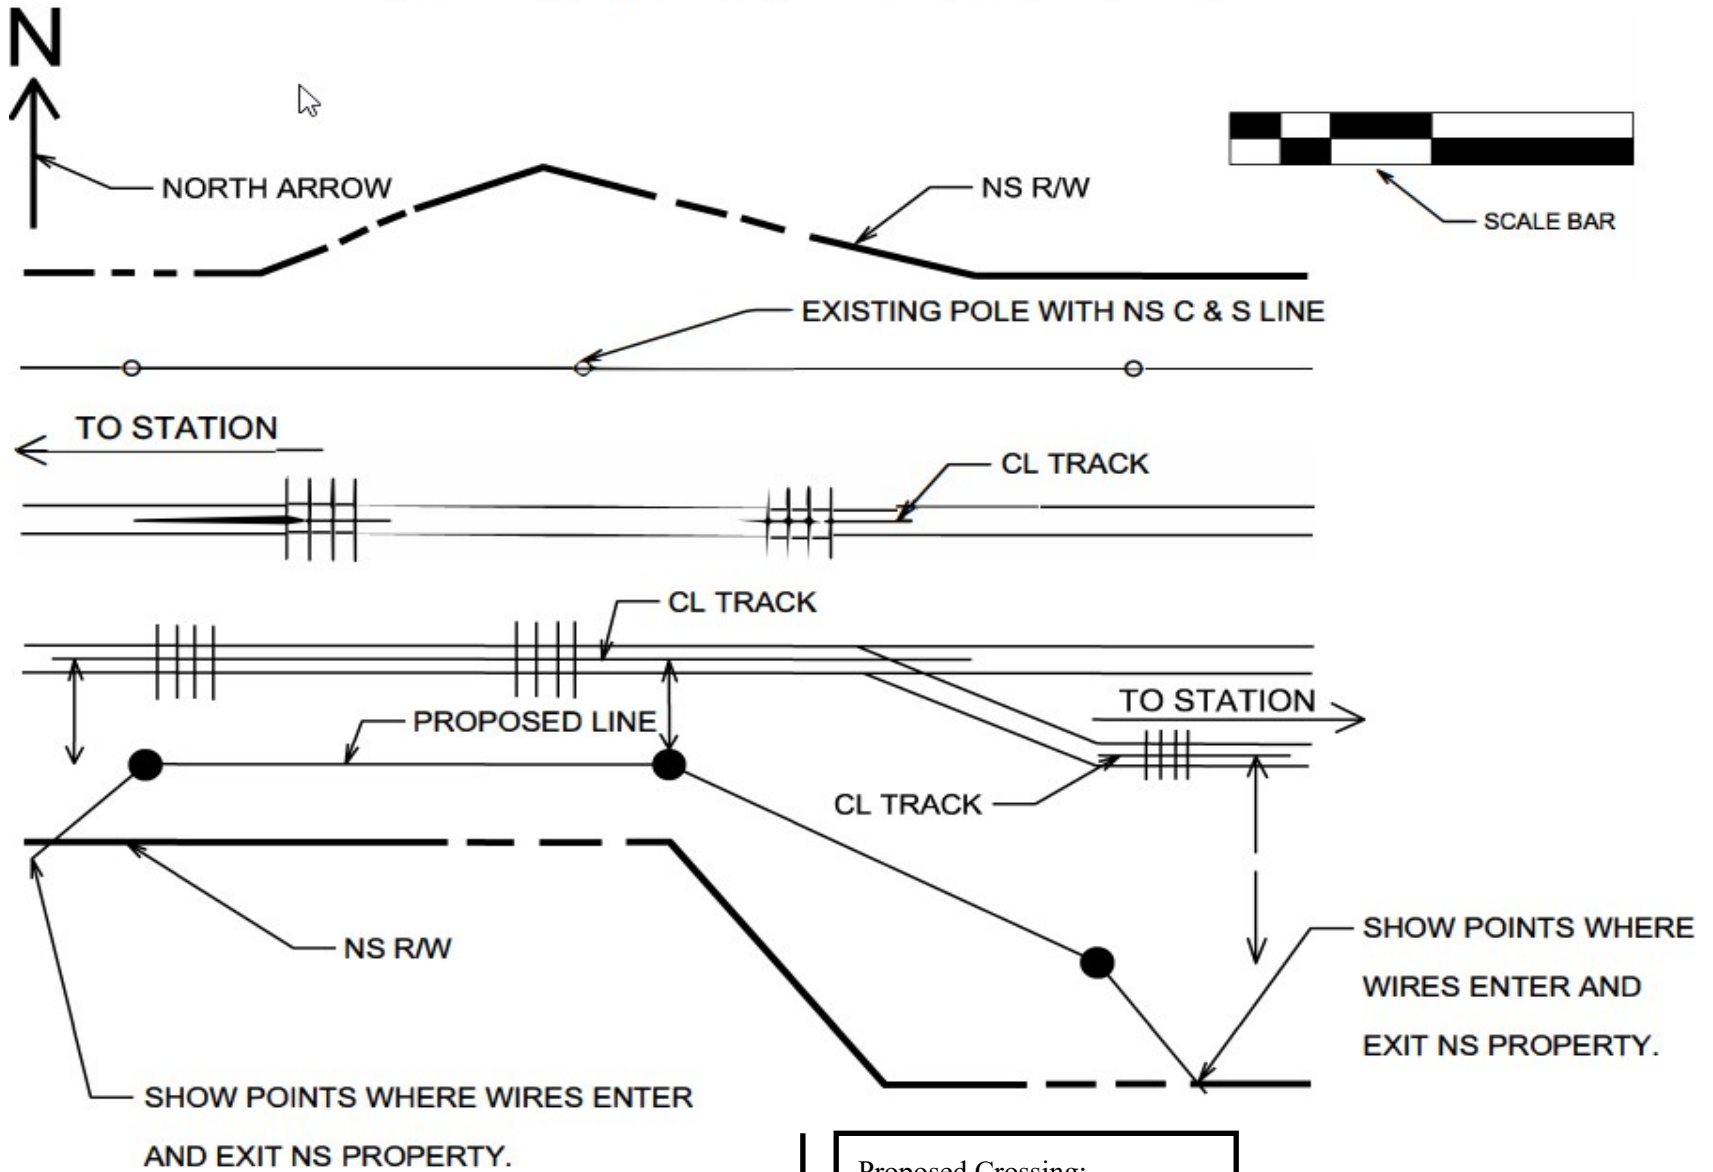 N
NORTH ARROW
NS R/W
SCALE BAR
EXISTING POLE WITH NS C & S LINE
TO STATION
CL TRACK
CL TRACK
TO STATION
PROPOSED LINE
CL TRACK
NS R/W
SHOW POINTS WHERE
WIRES ENTER AND
EXIT NS PROPERTY.
SHOW POINTS WHERE WIRES ENTER
AND EXIT NS PROPERTY.
Proposed Crossing: